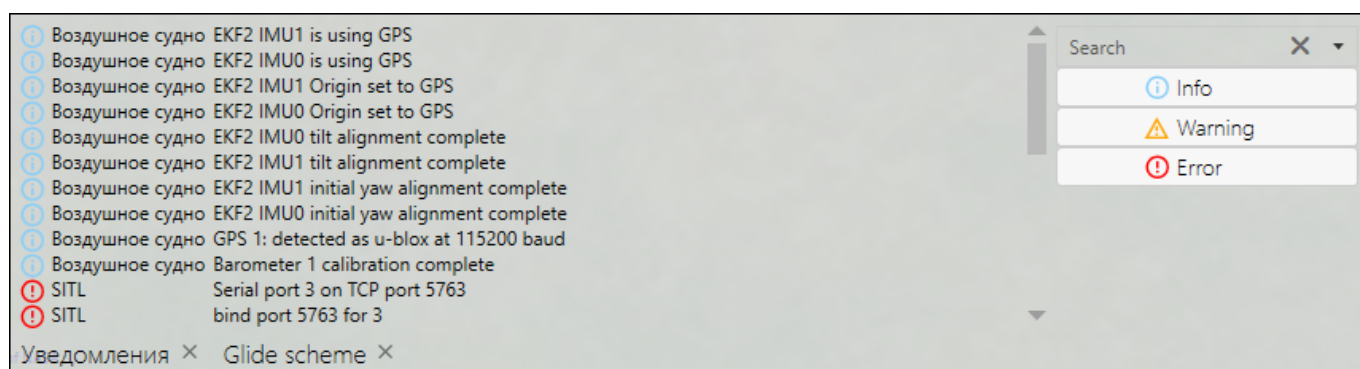 Воздушное судно EKF2 IMU1 is using GPS
Воздушное судно EKF2 IMU0 is using GPS
Воздушное судно EKF2 IMU1 Origin set to GPS
Воздушное судно EKF2 IMU0 Origin set to GPS
Воздушное судно EKF2 IMU0 tilt alignment complete
Воздушное судно EKF2 IMU1 tilt alignment complete
Воздушное судно EKF2 IMU1 initial yaw alignment complete
Воздушное судно EKF2 IMU0 initial yaw alignment complete
Воздушное судно GPS 1: detected as u-blox at 115200 baud
Воздушное судно Barometer 1 calibration complete
SITL Serial port 3 on TCP port 5763
SITL bind port 5763 for 3
Search
Info
Warning
Error
Уведомления Glide scheme